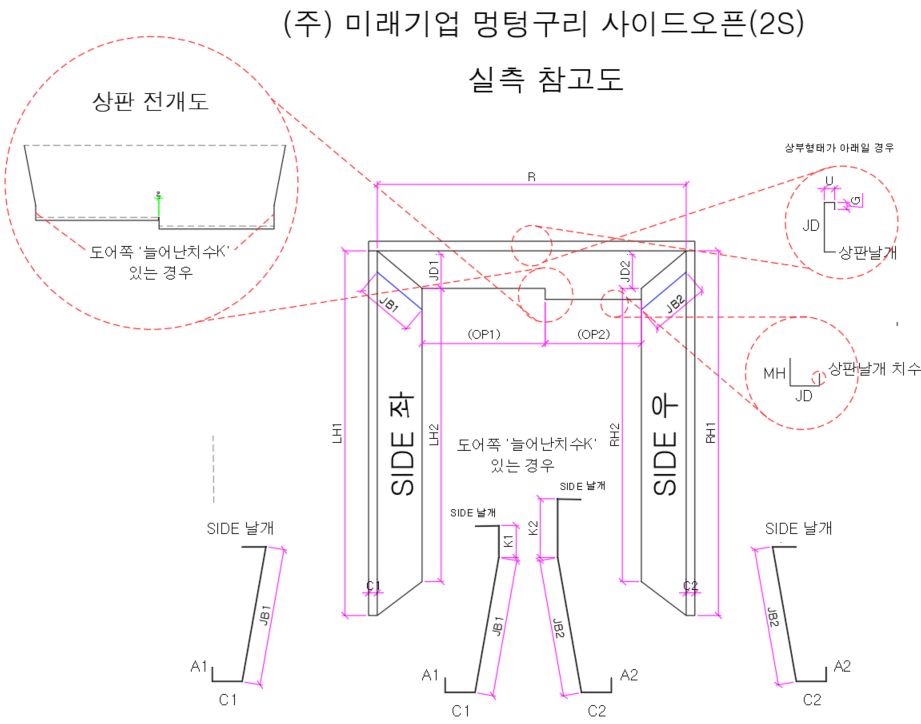 (주) 미래기업 멍텅구리 사이드오픈(2S)
실측 참고도
상판 전개도
도어쪽 '늘어난치수K'
있는 경우
상부형태가 아래일 경우
U
G
JD
상판날개
R
JD1
JD2
JB1
JB2
(OP1)
(OP2)
MH
상판날개 치수
JD
LH1
SIDE 좌
LH2
RH2
SIDE 우
RH1
도어쪽 '늘어난치수K'
있는 경우
C1
C2
SIDE 날개
JB1
A1
C1
SIDE 날개
K1
JB1
A1
C1
SIDE 날개
K2
JB2
A2
C2
SIDE 날개
JB2
A2
C2